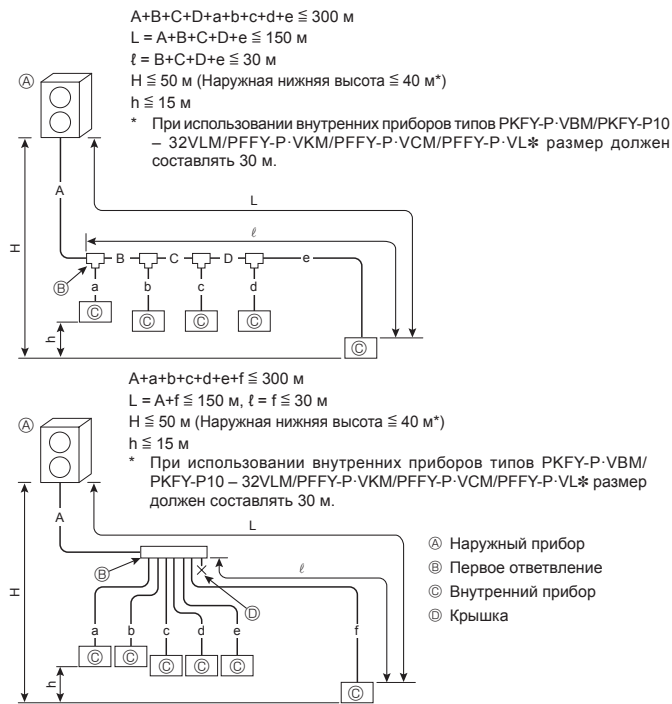 A+B+C+D+a+b+c+d+e ≦ 300 м
L = A+B+C+D+e ≦ 150 м
ℓ = B+C+D+e ≦ 30 м
H ≦ 50 м (Наружная нижняя высота ≦ 40 м*)
h ≦ 15 м
* При использовании внутренних приборов типов PKFY-P·VBM/PKFY-P10
– 32VLM/PFFY-P·VKM/PFFY-P·VCM/PFFY-P·VL✽ размер должен
составлять 30 м.
Ⓐ
A
L
H
ℓ
B C D e
Ⓑ
a b c d
Ⓒ Ⓒ Ⓒ Ⓒ
h
Ⓒ
A+a+b+c+d+e+f ≦ 300 м
L = A+f ≦ 150 м, ℓ = f ≦ 30 м
H ≦ 50 м (Наружная нижняя высота ≦ 40 м*)
h ≦ 15 м
* При использовании внутренних приборов типов PKFY-P·VBM/
PKFY-P10 – 32VLM/PFFY-P·VKM/PFFY-P·VCM/PFFY-P·VL✽ размер
должен составлять 30 м.
Ⓐ
A
L
H
Ⓑ
ℓ
Ⓓ
a b c d e f
Ⓒ Ⓒ Ⓒ Ⓒ Ⓒ
h
Ⓒ
Ⓐ Наружный прибор
Ⓑ Первое ответвление
Ⓒ Внутренний прибор
Ⓓ Крышка